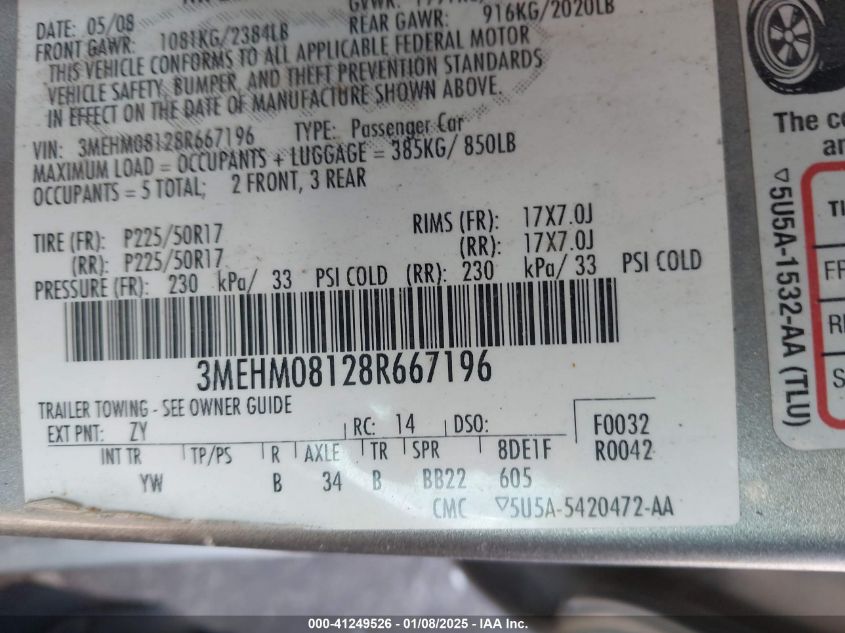 DATE: 05/08
FRONT GAWR: 1081KG/2384LB
REAR GAWR: 916KG/2020LB
THIS VEHICLE CONFORMS TO ALL APPLICABLE FEDERAL MOTOR
VEHICLE SAFETY, BUMPER, AND THEFT PREVENTION STANDARDS
IN EFFECT ON THE DATE OF MANUFACTURE SHOWN ABOVE.
VIN: 3MEHM08128R667196 TYPE: Passenger Car
MAXIMUM LOAD = OCCUPANTS + LUGGAGE = 385KG/ 850LB
OCCUPANTS = 5 TOTAL; 2 FRONT, 3 REAR
TIRE (FR): P225/50R17 RIMS (FR): 17X7.0J
(RR): P225/50R17 (RR): 17X7.0J
PRESSURE (FR): 230 kPa/ 33 PSI COLD (RR): 230 kPa/ 33 PSI COLD
3MEHM08128R667196
TRAILER TOWING - SEE OWNER GUIDE
EXT PNT: ZY RC: 14 DSO: F0032
INT TR TP/PS R AXLE TR SPR 8DE1F R0042
YW B 34 B BB22 605
CMC ▽5U5A-5420472-AA
The
▽5U5A-1532-AA (TLU)
000-41249526 - 01/08/2025 - IAA Inc.